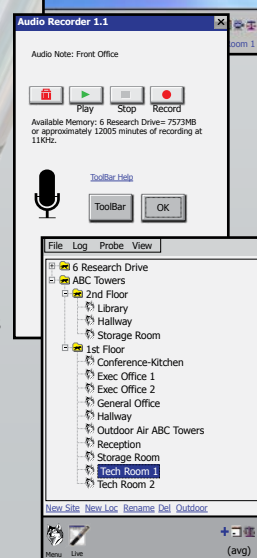 Audio Recorder 1.1
oom 1
Audio Note: Front Office
Play Stop Record
Available Memory: 6 Research Drive= 7573MB
or approximately 12005 minutes of recording at
11KHz.
ToolBar Help
ToolBar OK
File Log Probe View
6 Research Drive
ABC Towers
2nd Floor
Library
Hallway
Storage Room
1st Floor
Conference-Kitchen
Exec Office 1
Exec Office 2
General Office
Hallway
Outdoor Air ABC Towers
Reception
Storage Room
Tech Room 1
Tech Room 2
New Site New Loc Rename Del Outdoor
Menu Live
(avg)